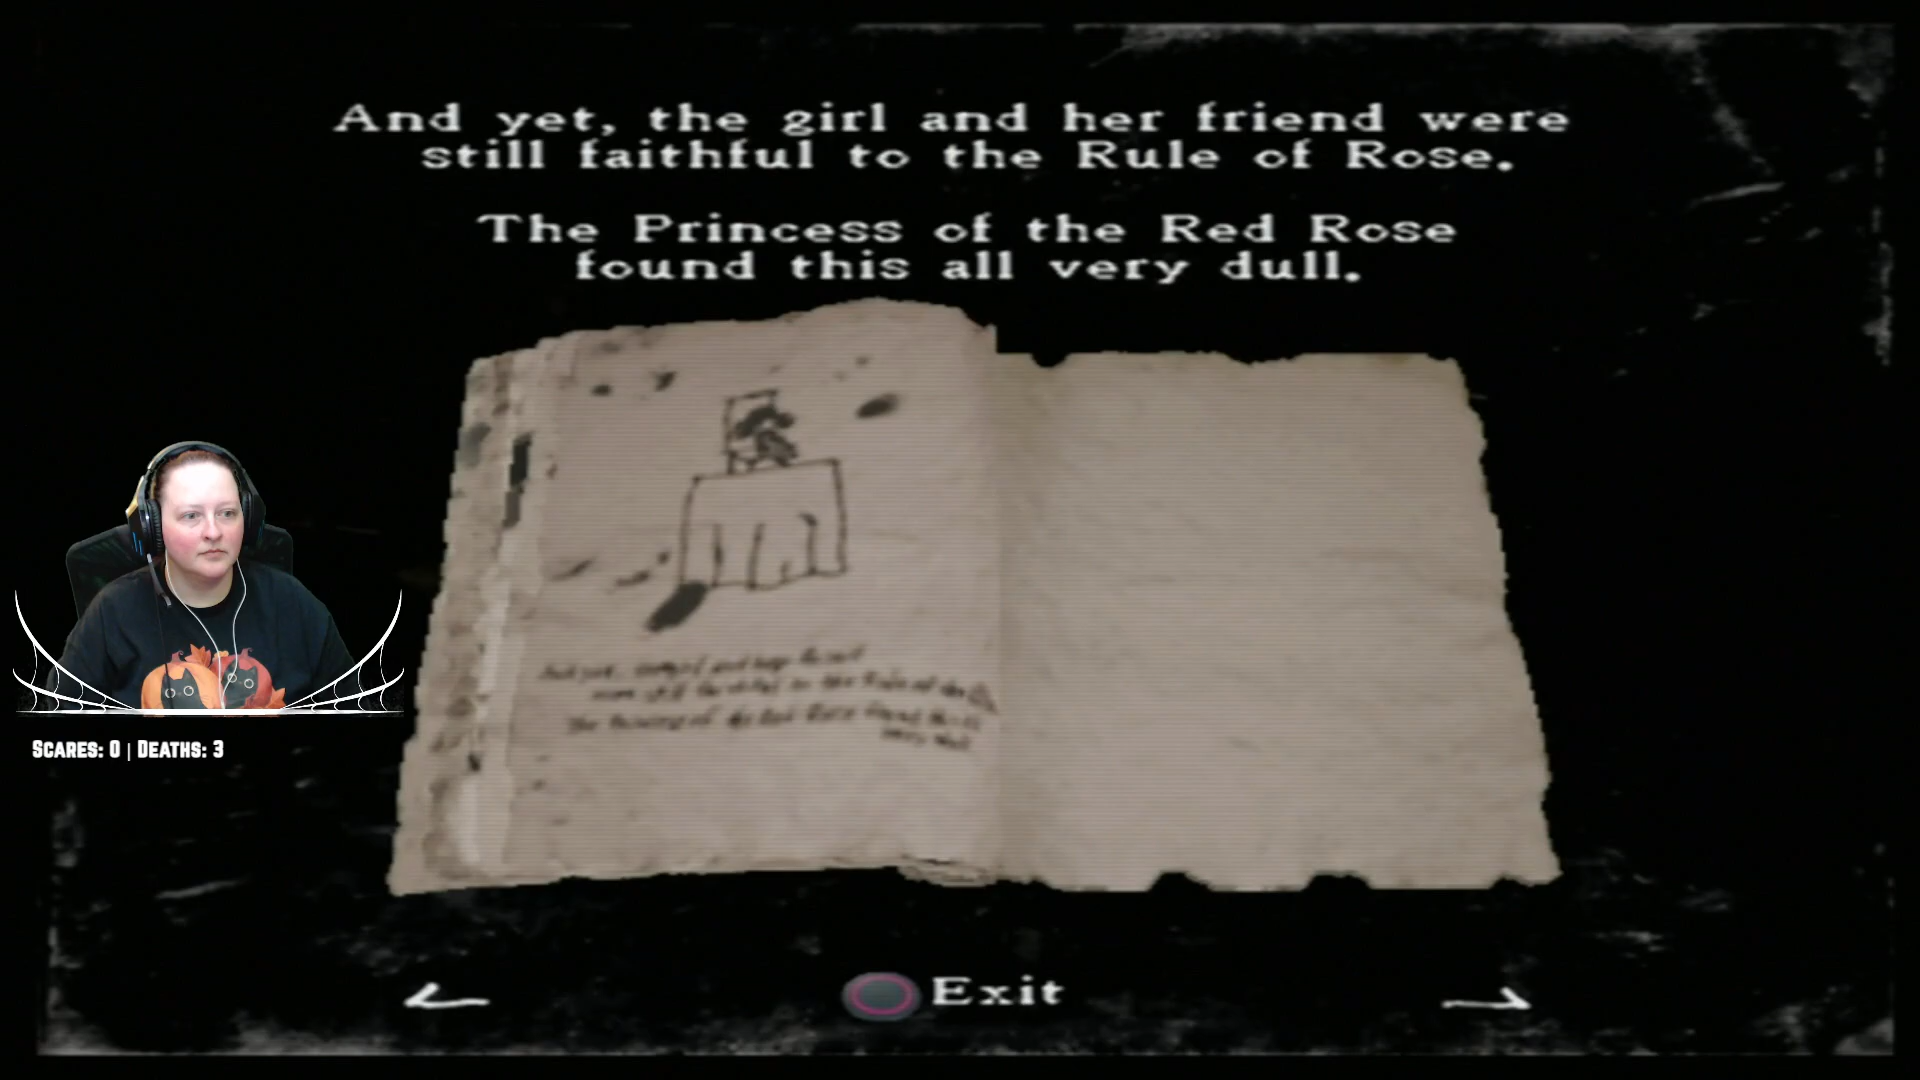 And yet, the girl and her friend were
still faithful to the Rule of Rose.
The Princess of the Red Rose
found this all very dull.
Scares: 0 | Deaths: 3
Exit